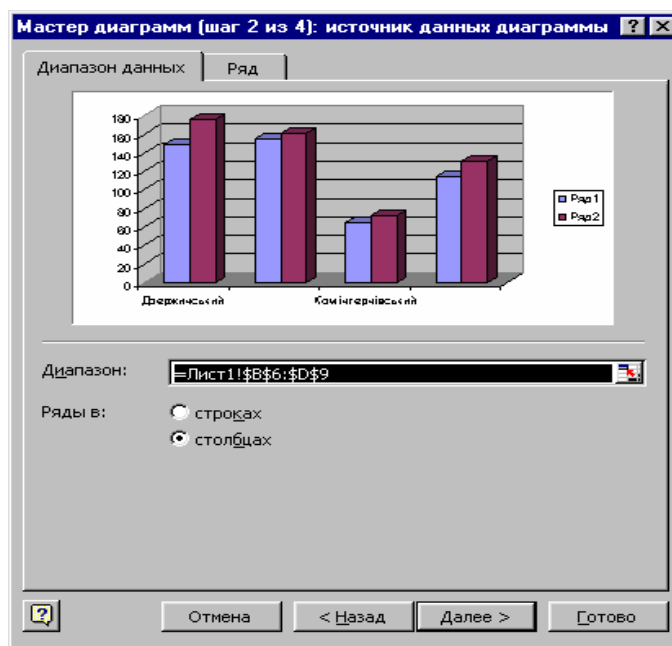 Мастер диаграмм (шаг 2 из 4): источник данных диаграммы
Диапазон данных Ряд
180
160
140
120
100
80
60
40
20
0
Дзержинський Комінтернівський
Ряд1
Ряд2
Диапазон: =Лист1!$B$6:$D$9
Ряды в: строках
столбцах
Отмена < Назад Далее > Готово